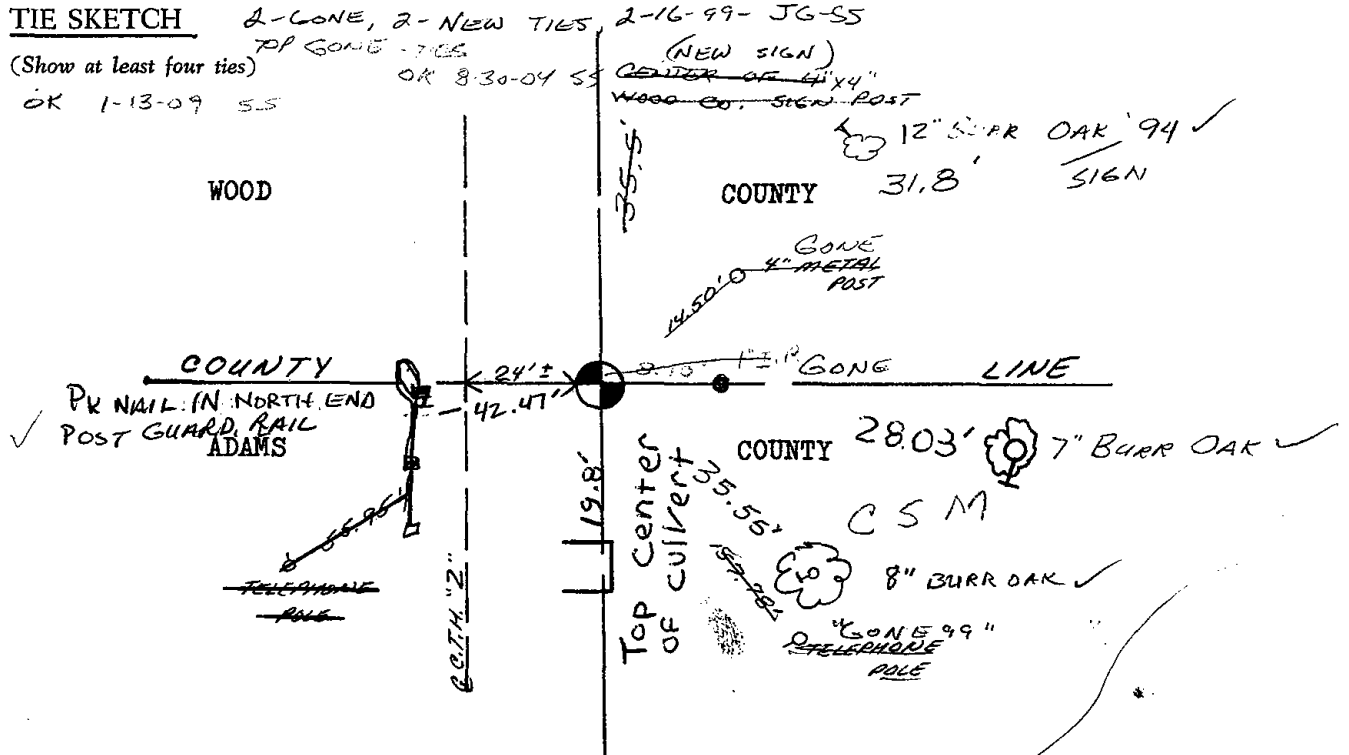 TIE SKETCH
2-GONE, 2-NEW TIES, 2-16-99- JG-SS
TOP GONE - TIES
(NEW SIGN)
(Show at least four ties)
OK 8-30-04 SS
CENTER OF 4"x4"
WOOD CO. SIGN POST
OK 1-13-09 SS
12" BURR OAK '94 ✓
SIGN
31.8'
35.5'
WOOD
COUNTY
GONE
4" METAL
POST
14.50'
COUNTY
24'±
GONE
LINE
42.47'
PK NAIL IN NORTH END
✓ POST GUARD RAIL
ADAMS
COUNTY
28.03'
7" BURR OAK ✓
19.8'
Top Center
OF culvert
35.55'
CSM
8" BURR OAK ✓
TELEPHONE
POLE
C.T.H. "Z"
"GONE 99"
TELEPHONE
POLE